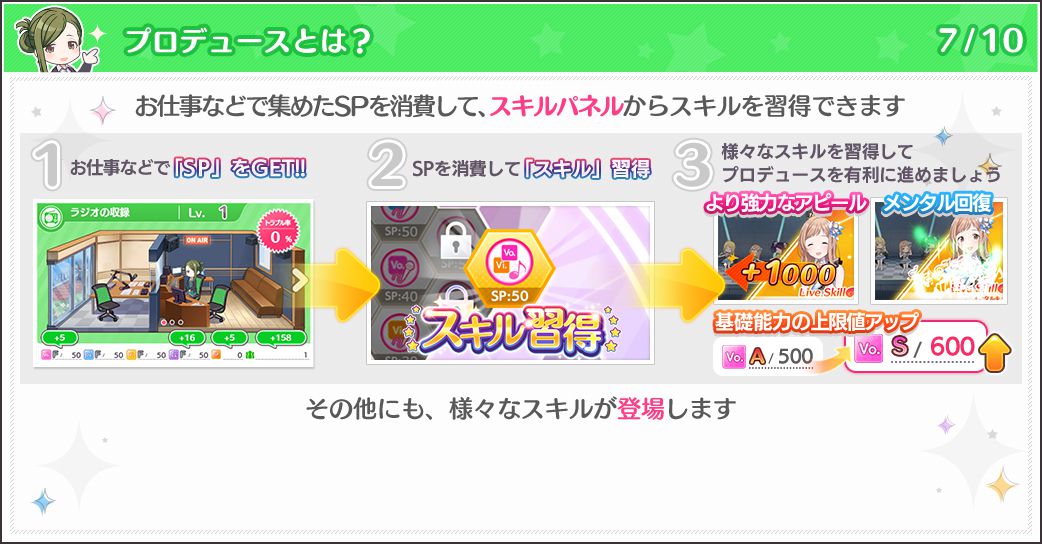 プロデュースとは？
7/10
お仕事などで集めたSPを消費して、スキルパネルからスキルを習得できます
1 お仕事などで「SP」をGET!!
2 SPを消費して「スキル」習得
3 様々なスキルを習得して
プロデュースを有利に進めましょう
ラジオの収録 Lv. 1
トラブル率
0 %
ON AIR
+5 +16 +5 +158
50 50 50 50 0 1
SP:50
Vo.
SP:40
Vo.
Vi.
SP:50
スキル習得
より強力なアピール
+1000
Live Skill
メンタル回復
基礎能力の上限値アップ
Vo. A / 500
Vo. S / 600
その他にも、様々なスキルが登場します